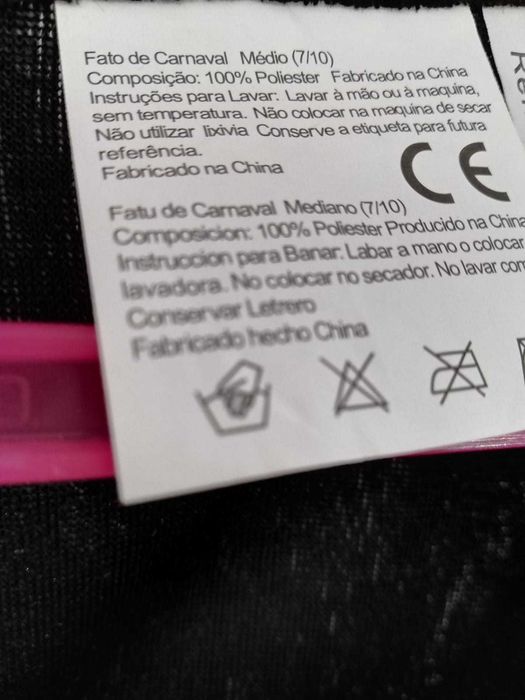 Fato de Carnaval Médio (7/10)
Composição: 100% Poliester Fabricado na China
Instruções para Lavar: Lavar à mão ou à maquina,
sem temperatura. Não colocar na maquina de secar
Não utilizar lixivia Conserve a etiqueta para futura
referência.
Fabricado na China
CE
Fatu de Carnaval Mediano (7/10)
Composicion: 100% Poliester Producido na China
Instruccion para Banar: Labar a mano o colocar
lavadora. No colocar no secador. No lavar con
Conservar Letrero
Fabricado hecho China